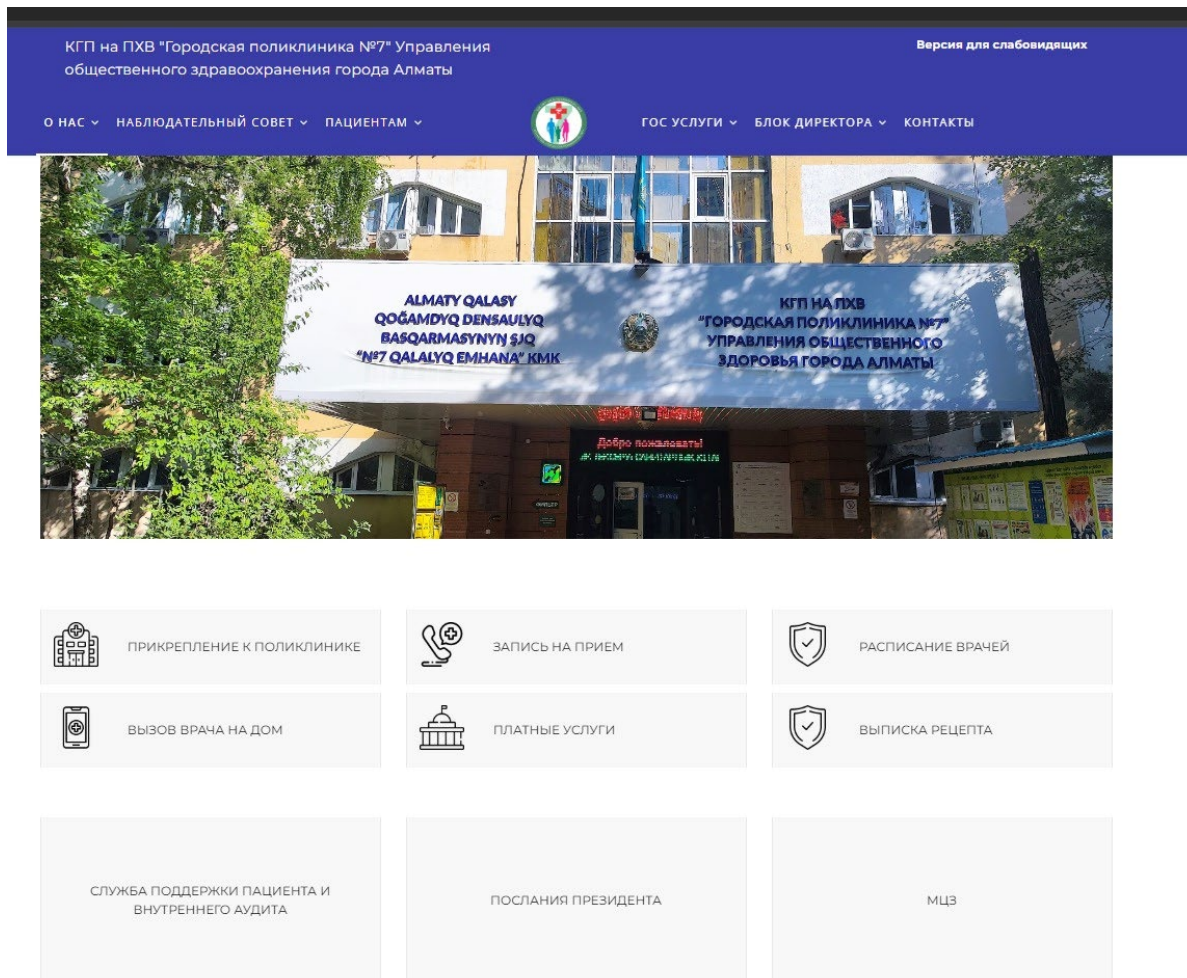 КГП на ПХВ "Городская поликлиника №7" Управления
общественного здравоохранения города Алматы
Версия для слабовидящих
О НАС НАБЛЮДАТЕЛЬНЫЙ СОВЕТ ПАЦИЕНТАМ ГОС УСЛУГИ БЛОК ДИРЕКТОРА КОНТАКТЫ
ALMATY QALASY
QOĞAMDYQ DENSAULYQ
BASQARMASYNYŊ ŞJQ
"№7 QALALYQ EMHANA" КМК
КГП НА ПХВ
"ГОРОДСКАЯ ПОЛИКЛИНИКА №7"
УПРАВЛЕНИЯ ОБЩЕСТВЕННОГО
ЗДОРОВЬЯ ГОРОДА АЛМАТЫ
Добро пожаловать!
ПРИКРЕПЛЕНИЕ К ПОЛИКЛИНИКЕ
ЗАПИСЬ НА ПРИЕМ
РАСПИСАНИЕ ВРАЧЕЙ
ВЫЗОВ ВРАЧА НА ДОМ
ПЛАТНЫЕ УСЛУГИ
ВЫПИСКА РЕЦЕПТА
СЛУЖБА ПОДДЕРЖКИ ПАЦИЕНТА И
ВНУТРЕННЕГО АУДИТА
ПОСЛАНИЯ ПРЕЗИДЕНТА
МЦЗ